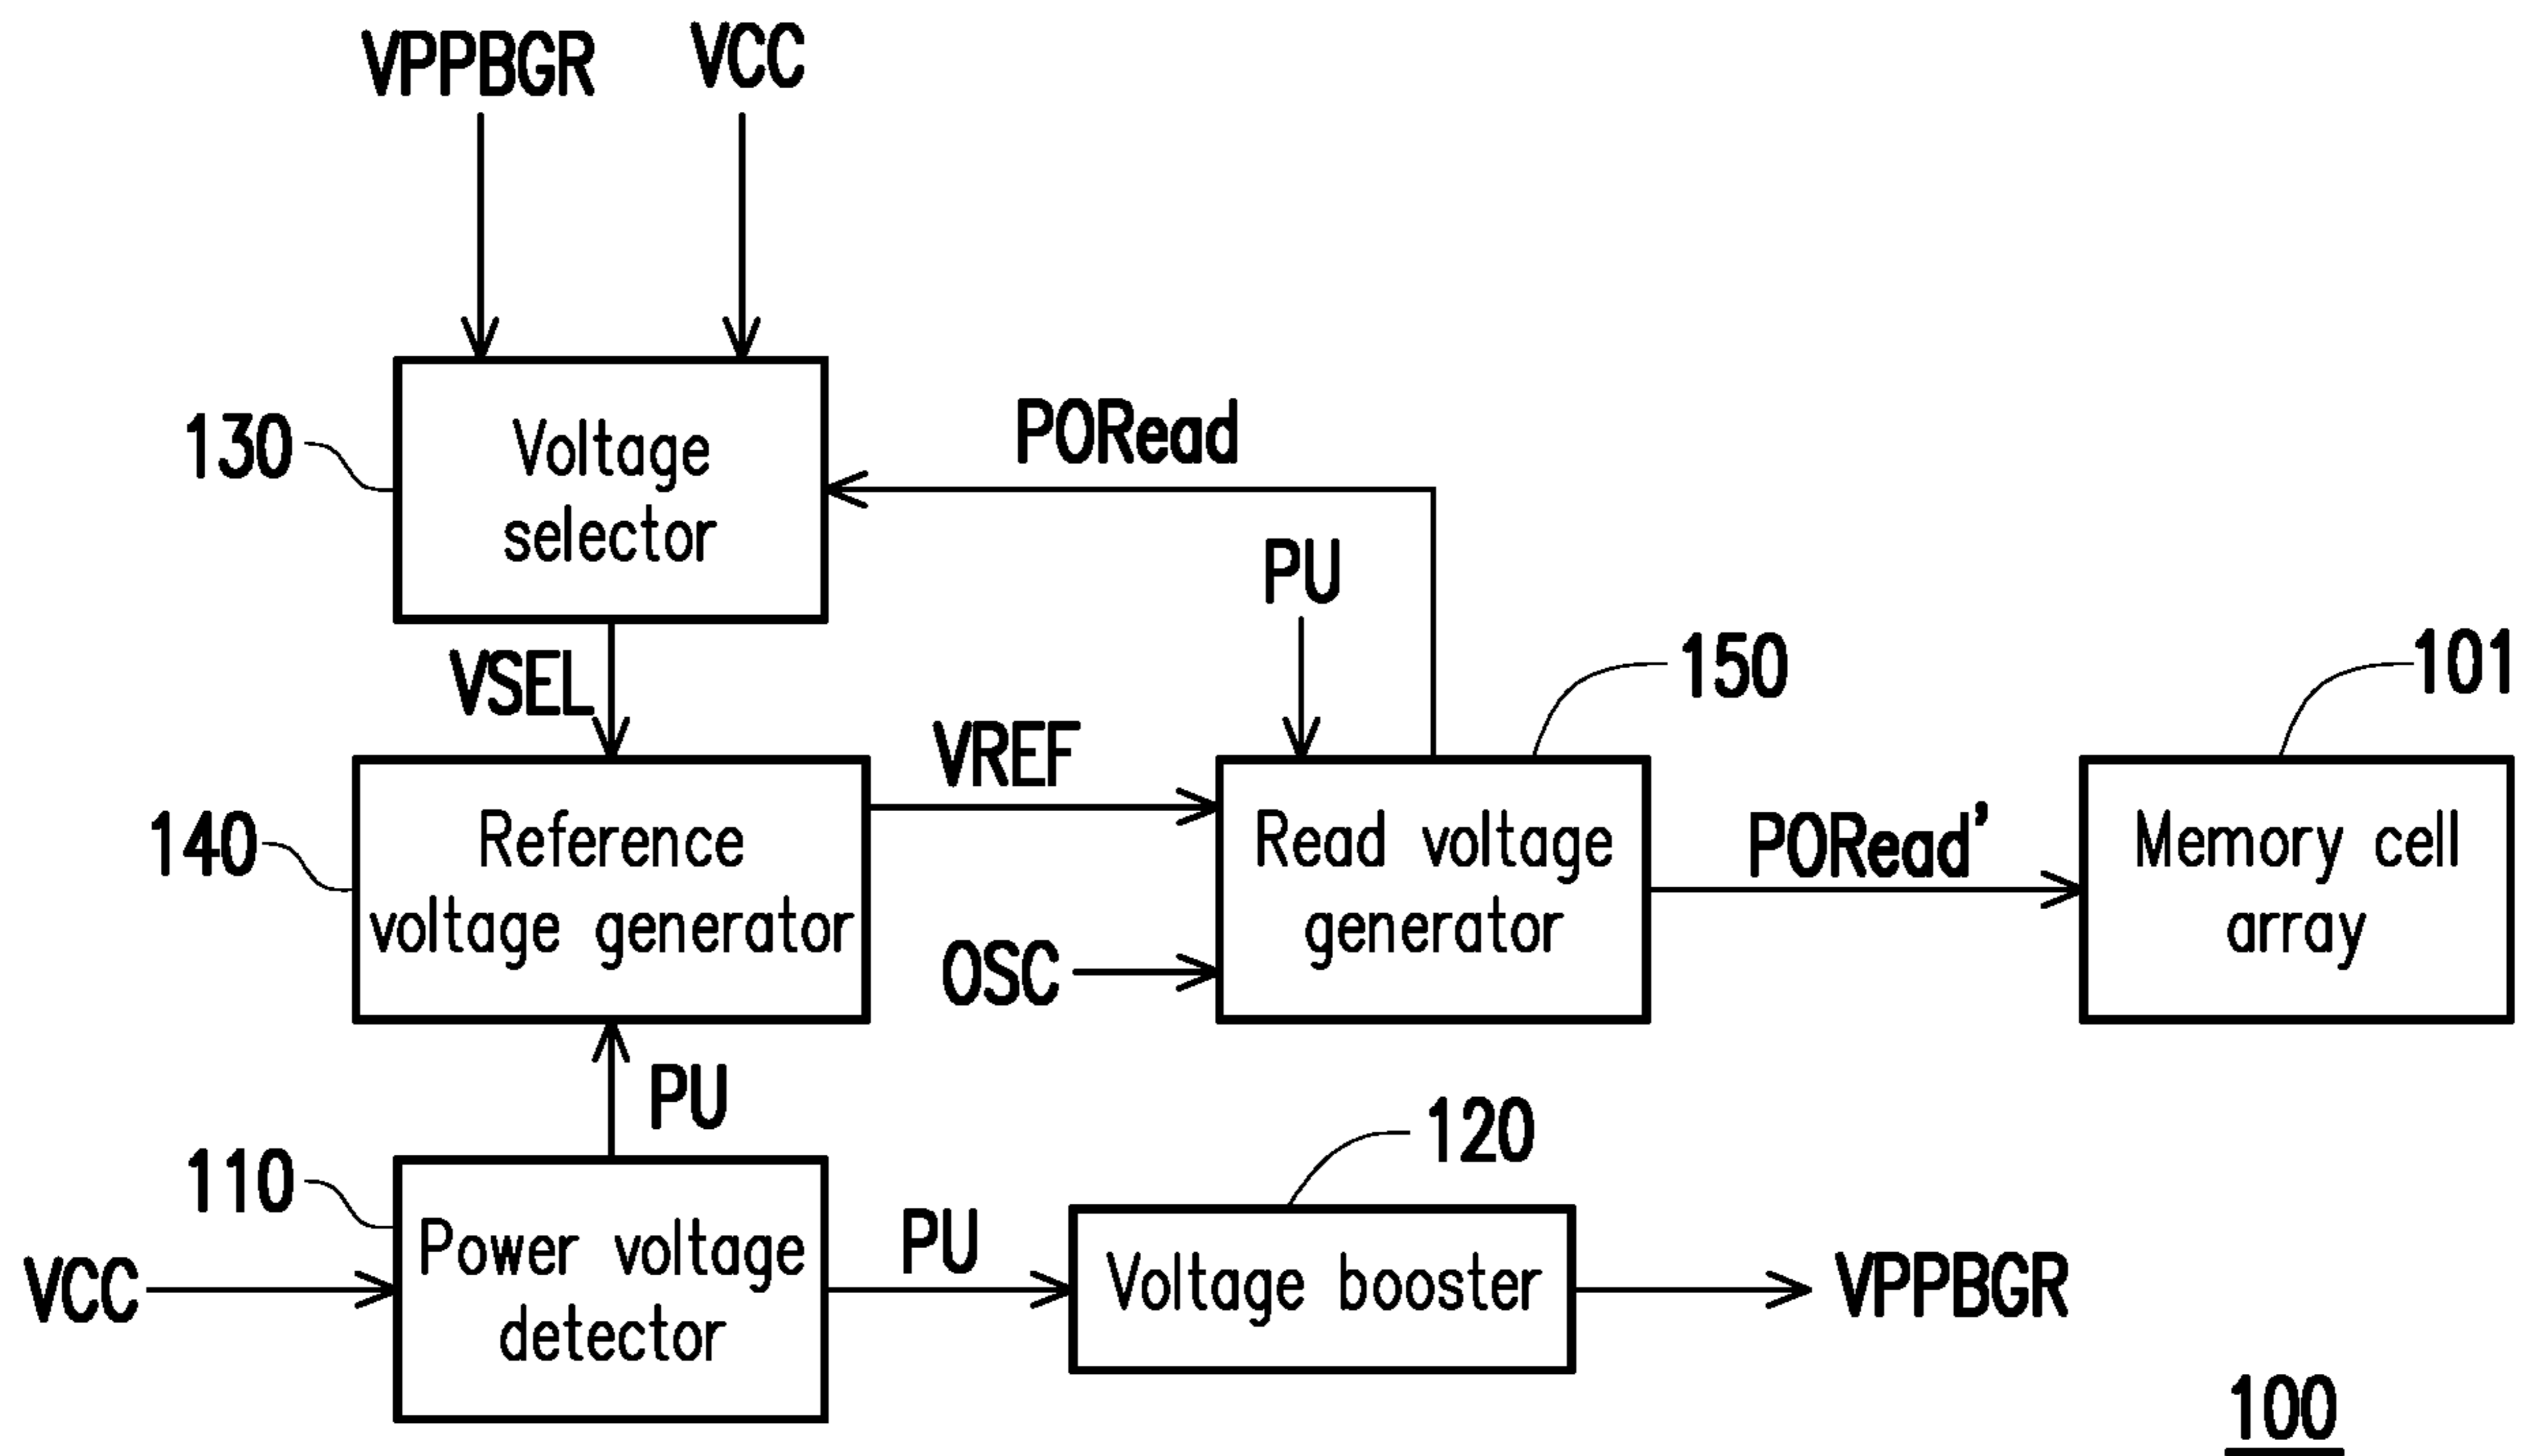 VPPBGR
VCC
130
Voltage
selector
PORead
PU
VSEL
VREF
150
101
140
Reference
voltage generator
Read voltage
generator
PORead'
Memory cell
array
OSC
PU
110
120
VCC
Power voltage
detector
PU
Voltage booster
VPPBGR
100